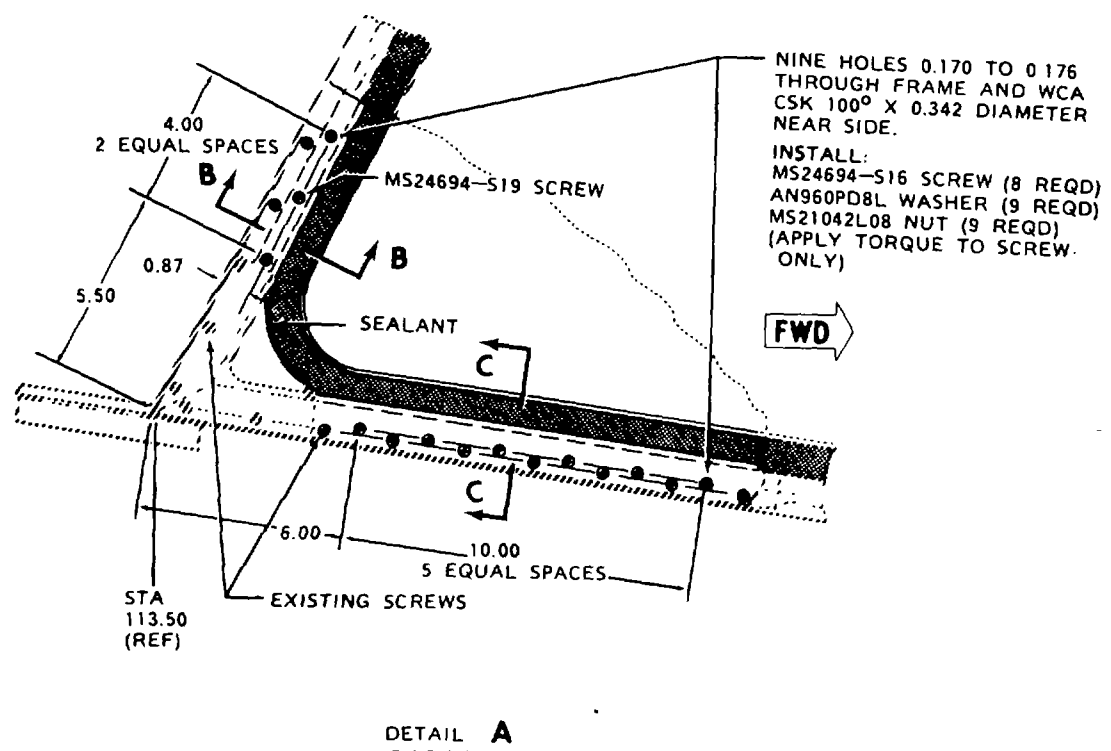 NINE HOLES 0.170 TO 0 176
THROUGH FRAME AND WCA
CSK 100° X 0.342 DIAMETER
NEAR SIDE.
INSTALL:
MS24694-S16 SCREW (8 REQD)
AN960PD8L WASHER (9 REQD)
MS21042L08 NUT (9 REQD)
(APPLY TORQUE TO SCREW
ONLY)
4.00
2 EQUAL SPACES
B
MS24694-S19 SCREW
B
0.87
5.50
SEALANT
FWD
C
C
6.00
10.00
5 EQUAL SPACES
STA
113.50
(REF)
EXISTING SCREWS
DETAIL A